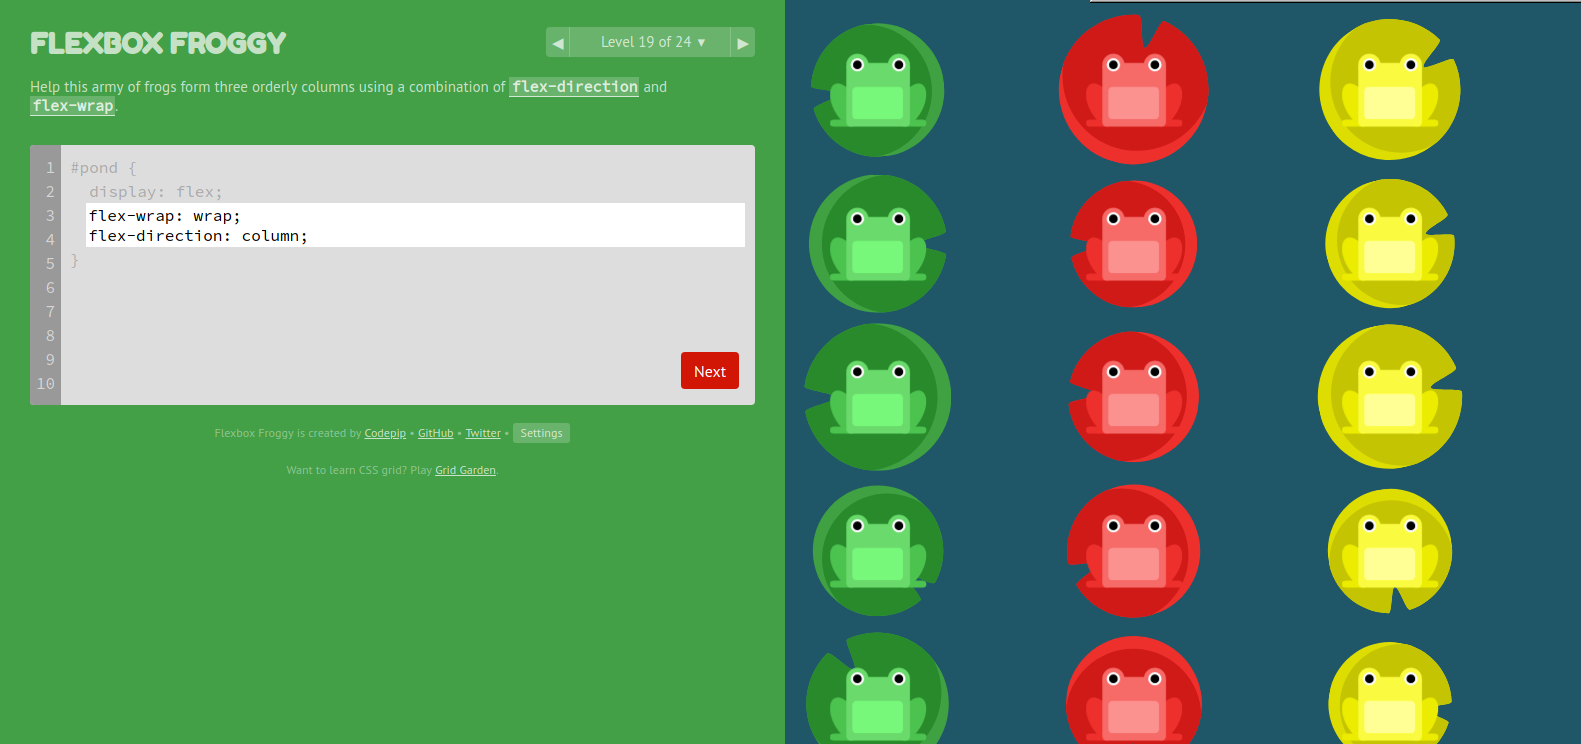 FLEXBOX FROGGY
◀ Level 19 of 24 ▼ ▶
Help this army of frogs form three orderly columns using a combination of flex-direction and
flex-wrap.
1 #pond {
2 display: flex;
3 flex-wrap: wrap;
4 flex-direction: column;
5 }
6
7
8
9
10
Next
Flexbox Froggy is created by Codepip • GitHub • Twitter • Settings
Want to learn CSS grid? Play Grid Garden.